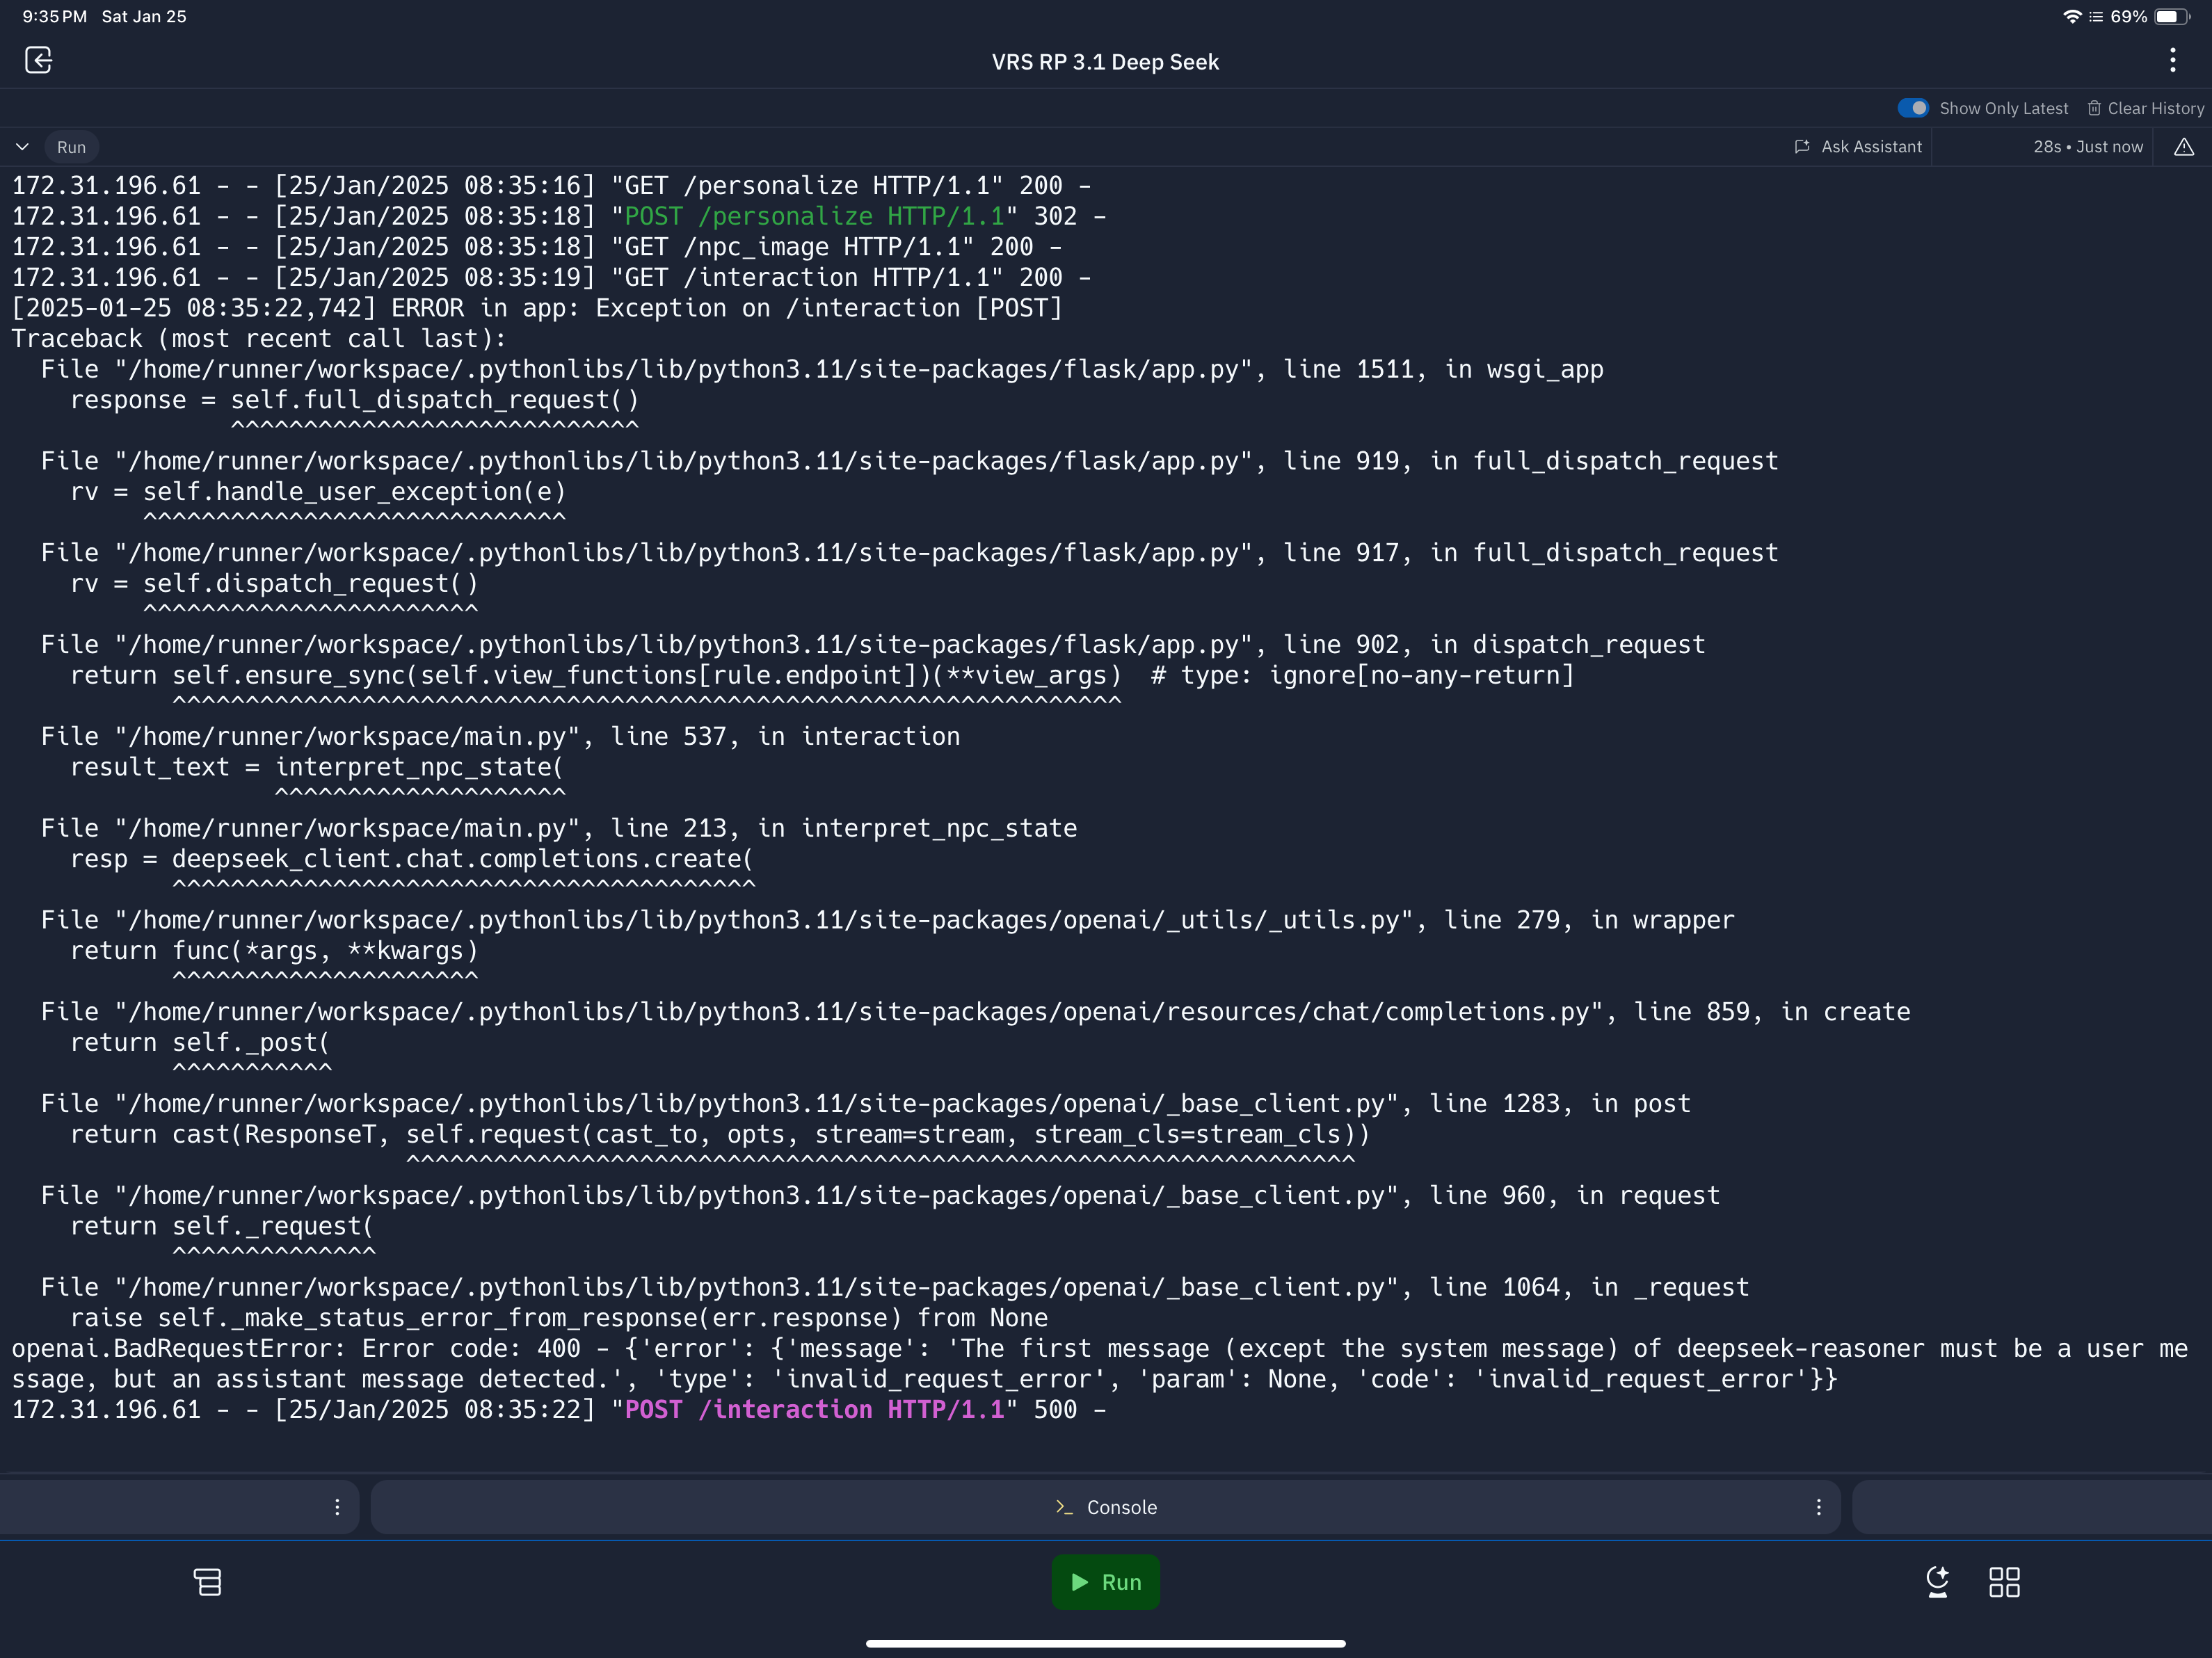 9:35 PM Sat Jan 25
69%
VRS RP 3.1 Deep Seek
Show Only Latest Clear History
Run Ask Assistant 28s • Just now
172.31.196.61 - - [25/Jan/2025 08:35:16] "GET /personalize HTTP/1.1" 200 -
172.31.196.61 - - [25/Jan/2025 08:35:18] "POST /personalize HTTP/1.1" 302 -
172.31.196.61 - - [25/Jan/2025 08:35:18] "GET /npc_image HTTP/1.1" 200 -
172.31.196.61 - - [25/Jan/2025 08:35:19] "GET /interaction HTTP/1.1" 200 -
[2025-01-25 08:35:22,742] ERROR in app: Exception on /interaction [POST]
Traceback (most recent call last):
  File "/home/runner/workspace/.pythonlibs/lib/python3.11/site-packages/flask/app.py", line 1511, in wsgi_app
    response = self.full_dispatch_request()
               ^^^^^^^^^^^^^^^^^^^^^^^^^^^^
  File "/home/runner/workspace/.pythonlibs/lib/python3.11/site-packages/flask/app.py", line 919, in full_dispatch_request
    rv = self.handle_user_exception(e)
         ^^^^^^^^^^^^^^^^^^^^^^^^^^^^^
  File "/home/runner/workspace/.pythonlibs/lib/python3.11/site-packages/flask/app.py", line 917, in full_dispatch_request
    rv = self.dispatch_request()
         ^^^^^^^^^^^^^^^^^^^^^^^
  File "/home/runner/workspace/.pythonlibs/lib/python3.11/site-packages/flask/app.py", line 902, in dispatch_request
    return self.ensure_sync(self.view_functions[rule.endpoint])(**view_args)  # type: ignore[no-any-return]
           ^^^^^^^^^^^^^^^^^^^^^^^^^^^^^^^^^^^^^^^^^^^^^^^^^^^^^^^^^^^^^^^^^
  File "/home/runner/workspace/main.py", line 537, in interaction
    result_text = interpret_npc_state(
                  ^^^^^^^^^^^^^^^^^^^^
  File "/home/runner/workspace/main.py", line 213, in interpret_npc_state
    resp = deepseek_client.chat.completions.create(
           ^^^^^^^^^^^^^^^^^^^^^^^^^^^^^^^^^^^^^^^^
  File "/home/runner/workspace/.pythonlibs/lib/python3.11/site-packages/openai/_utils/_utils.py", line 279, in wrapper
    return func(*args, **kwargs)
           ^^^^^^^^^^^^^^^^^^^^^
  File "/home/runner/workspace/.pythonlibs/lib/python3.11/site-packages/openai/resources/chat/completions.py", line 859, in create
    return self._post(
           ^^^^^^^^^^^
  File "/home/runner/workspace/.pythonlibs/lib/python3.11/site-packages/openai/_base_client.py", line 1283, in post
    return cast(ResponseT, self.request(cast_to, opts, stream=stream, stream_cls=stream_cls))
                           ^^^^^^^^^^^^^^^^^^^^^^^^^^^^^^^^^^^^^^^^^^^^^^^^^^^^^^^^^^^^^^^^^
  File "/home/runner/workspace/.pythonlibs/lib/python3.11/site-packages/openai/_base_client.py", line 960, in request
    return self._request(
           ^^^^^^^^^^^^^^
  File "/home/runner/workspace/.pythonlibs/lib/python3.11/site-packages/openai/_base_client.py", line 1064, in _request
    raise self._make_status_error_from_response(err.response) from None
openai.BadRequestError: Error code: 400 - {'error': {'message': 'The first message (except the system message) of deepseek-reasoner must be a user me
ssage, but an assistant message detected.', 'type': 'invalid_request_error', 'param': None, 'code': 'invalid_request_error'}}
172.31.196.61 - - [25/Jan/2025 08:35:22] "POST /interaction HTTP/1.1" 500 -
>_ Console
Run